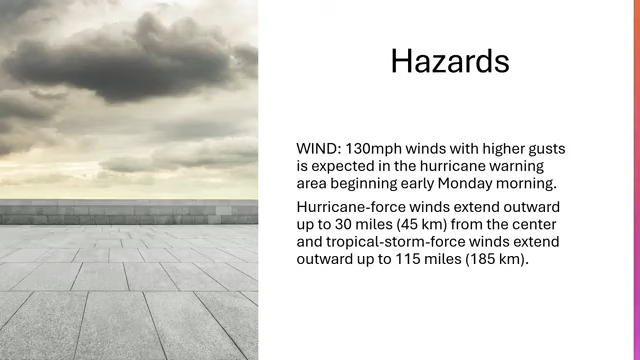 Hazards
WIND: 130mph winds with higher gusts
is expected in the hurricane warning
area beginning early Monday morning.
Hurricane-force winds extend outward
up to 30 miles (45 km) from the center
and tropical-storm-force winds extend
outward up to 115 miles (185 km).